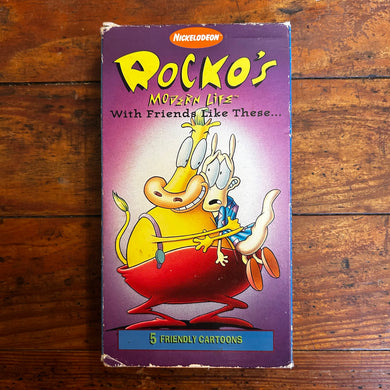 NICKELODEON
ROCKO'S
MODERN LIFE
With Friends Like These...
5 FRIENDLY CARTOONS